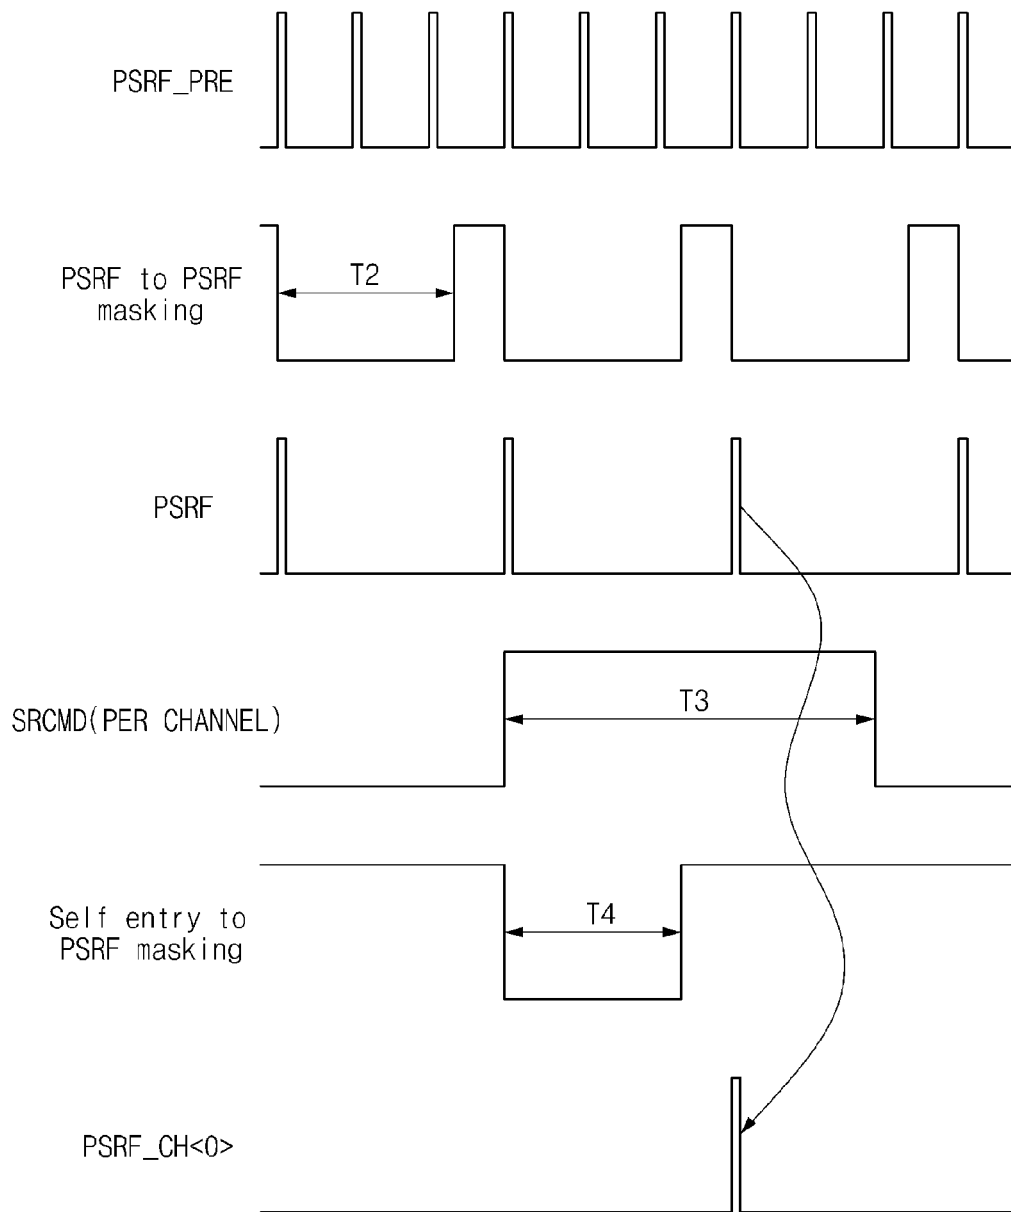 PSRF_PRE
PSRF to PSRF
masking
T2
PSRF
SRCMD(PER CHANNEL)
T3
Self entry to
PSRF masking
T4
PSRF_CH<0>